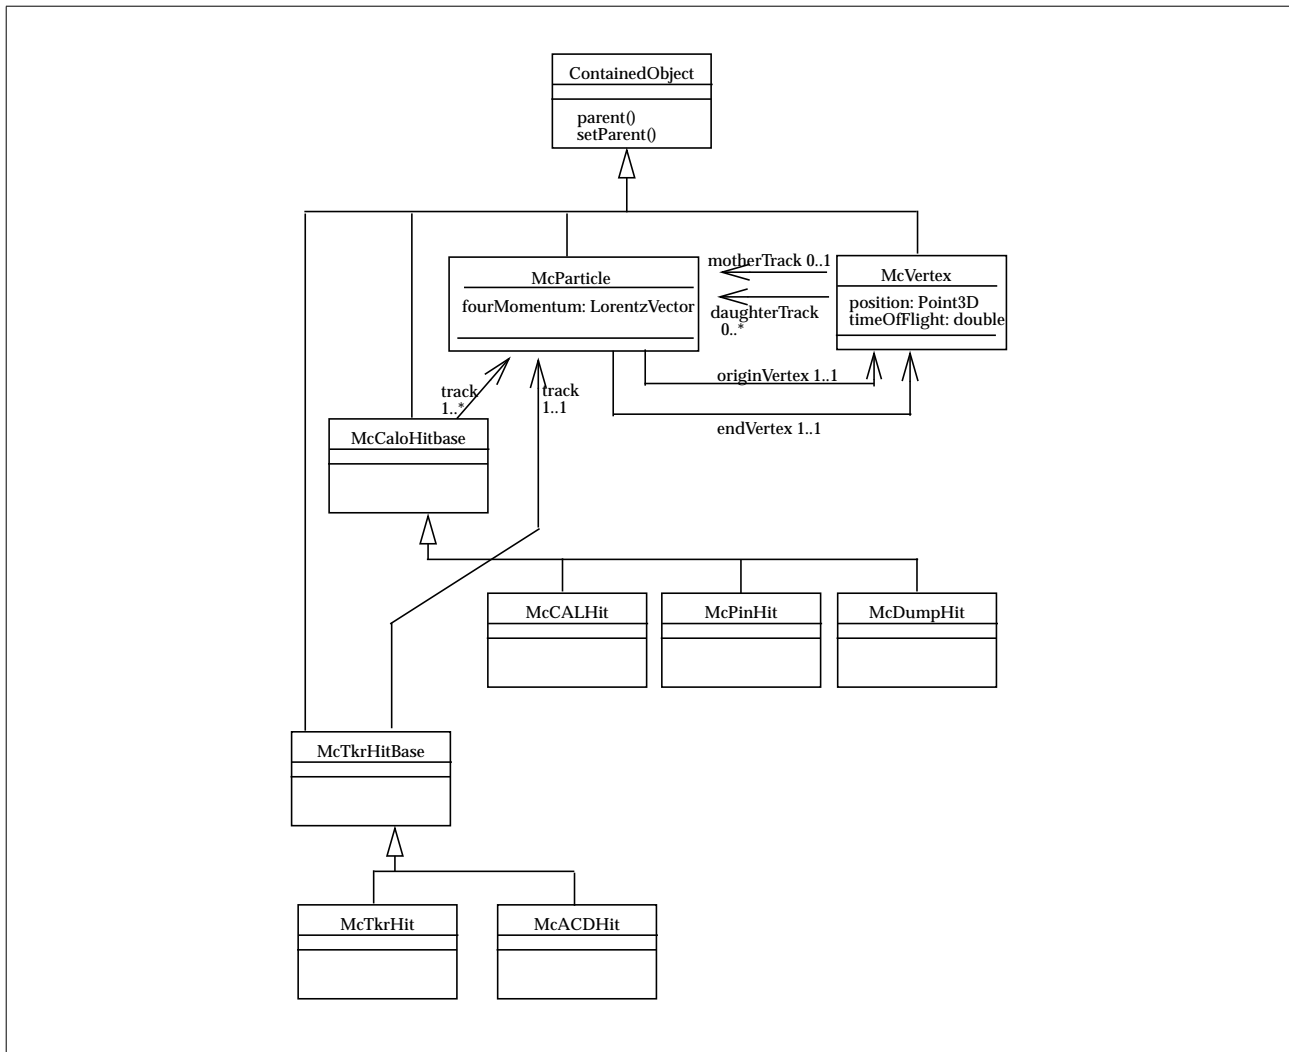 ContainedObject
parent()
setParent()
motherTrack 0..1
McParticle
McVertex
fourMomentum: LorentzVector
position: Point3D
timeOfFlight: double
daughterTrack
0..*
originVertex 1..1
endVertex 1..1
track
1..*
track
1..1
McCaloHitbase
McCALHit
McPinHit
McDumpHit
McTkrHitBase
McTkrHit
McACDHit